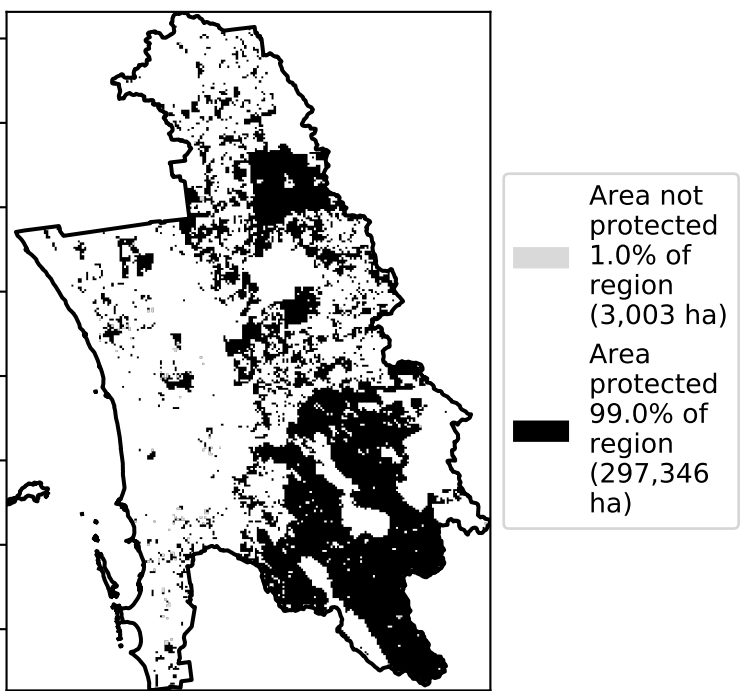 Area not
protected
1.0% of
region
(3,003 ha)
Area
protected
99.0% of
region
(297,346
ha)